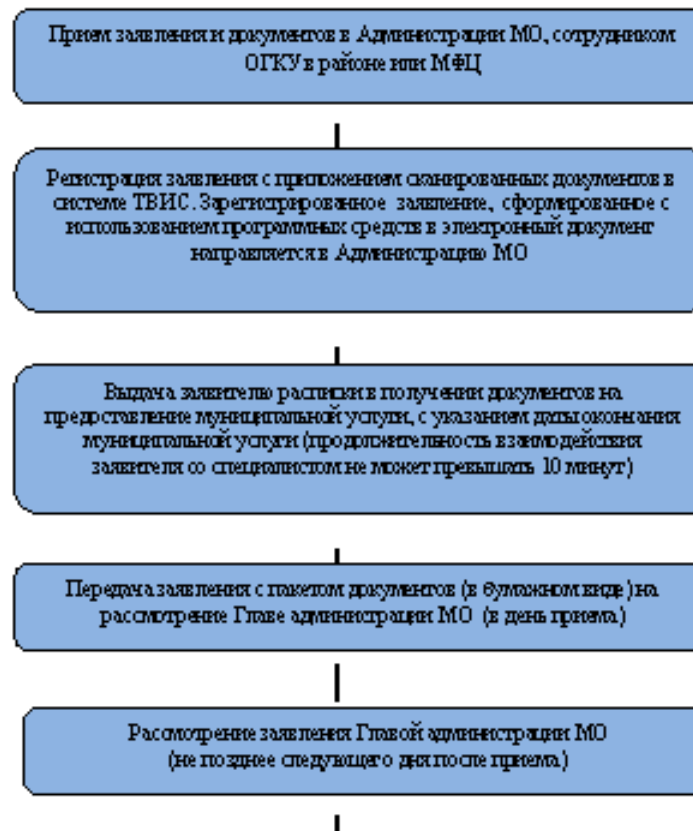 Прием заявления и документов в Администрации МО, сотрудником
ОГКУ в районе или МФЦ
Регистрация заявления с приложением сканированных документов в
системе ТВИС. Зарегистрированное заявление, сформированное с
использованием программных средств в электронный документ
направляется в Администрацию МО
Выдача заявителю расписки в получении документов на
предоставление муниципальной услуги, с указанием даты окончания
муниципальной услуги (продолжительность взаимодействия
заявителя со специалистом не может превышать 10 минут)
Передача заявления с пакетом документов (в бумажном виде) на
рассмотрение Главе администрации МО (в день приема)
Рассмотрение заявления Главой администрации МО
(не позднее следующего дня после приема)